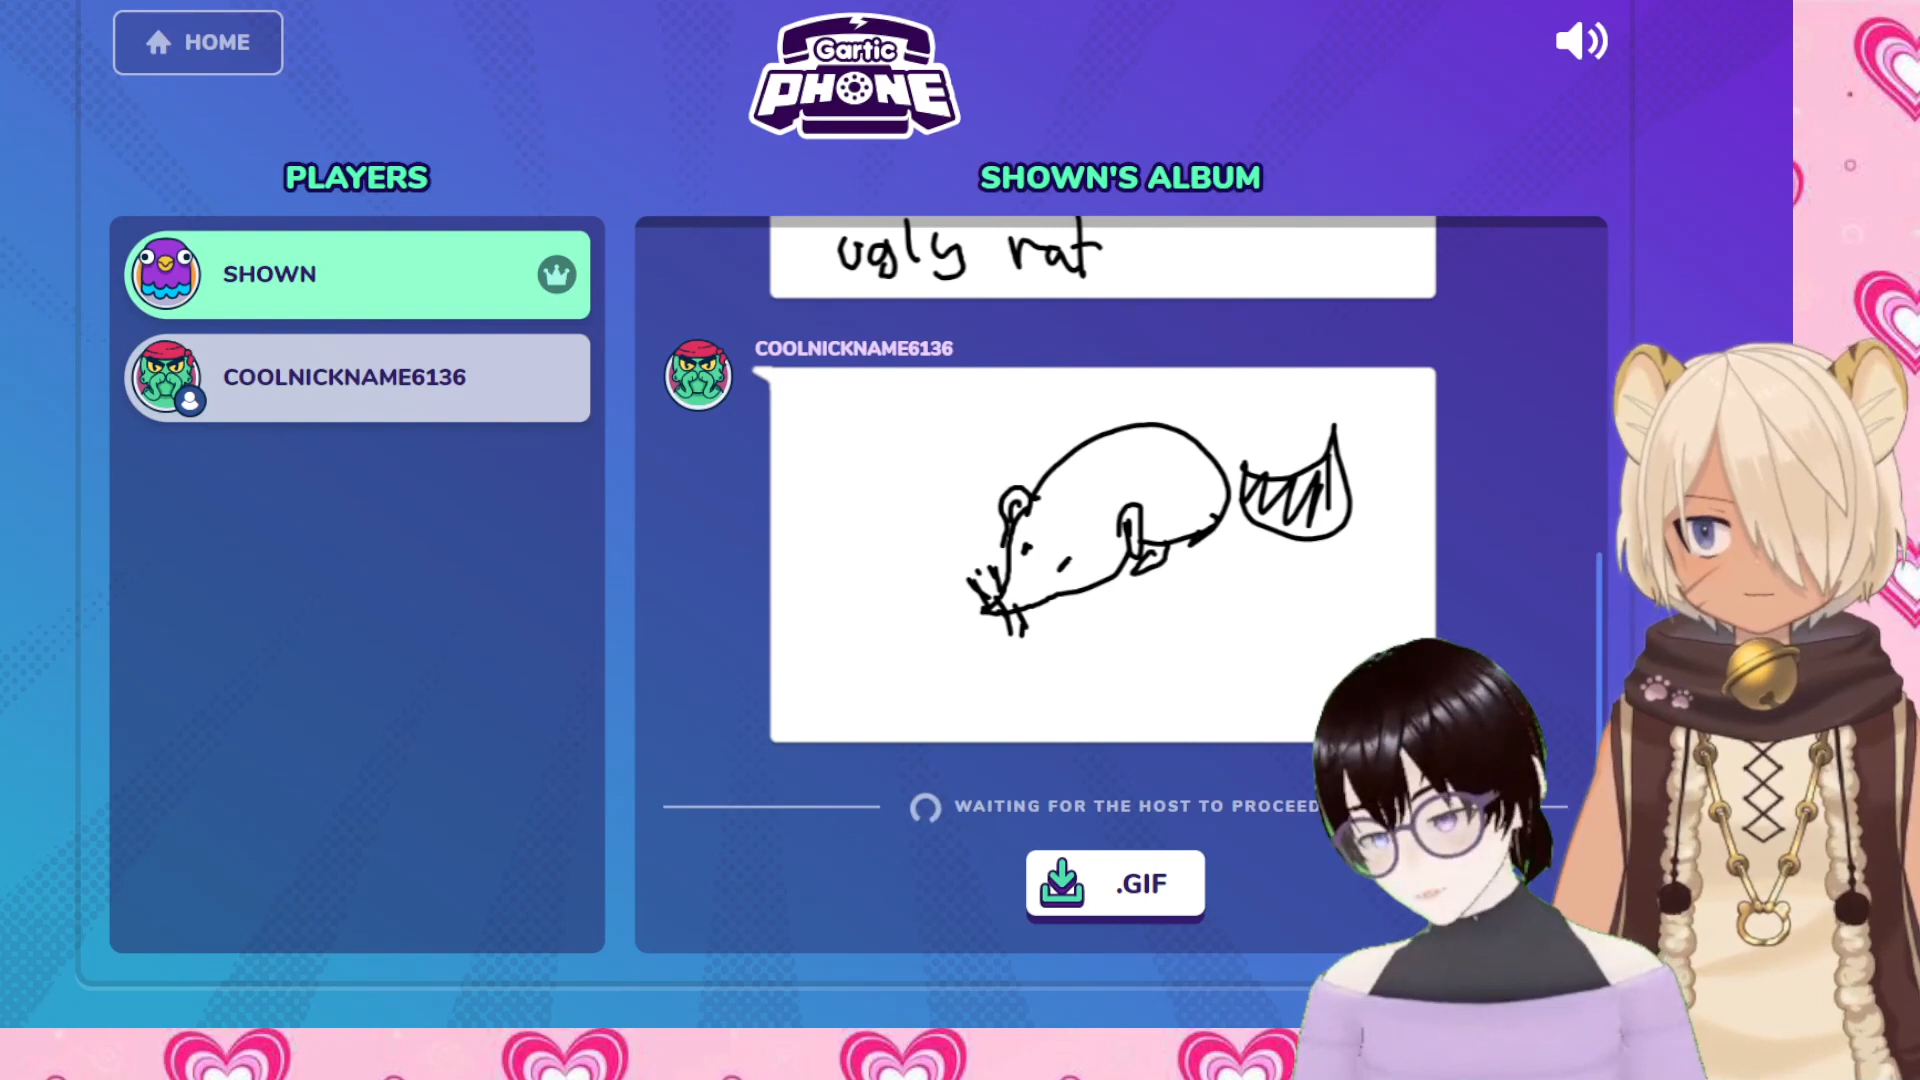 HOME
Gartic
PHONE
PLAYERS
SHOWN'S ALBUM
SHOWN
ugly rat
COOLNICKNAME6136
COOLNICKNAME6136
WAITING FOR THE HOST TO PROCEED
.GIF